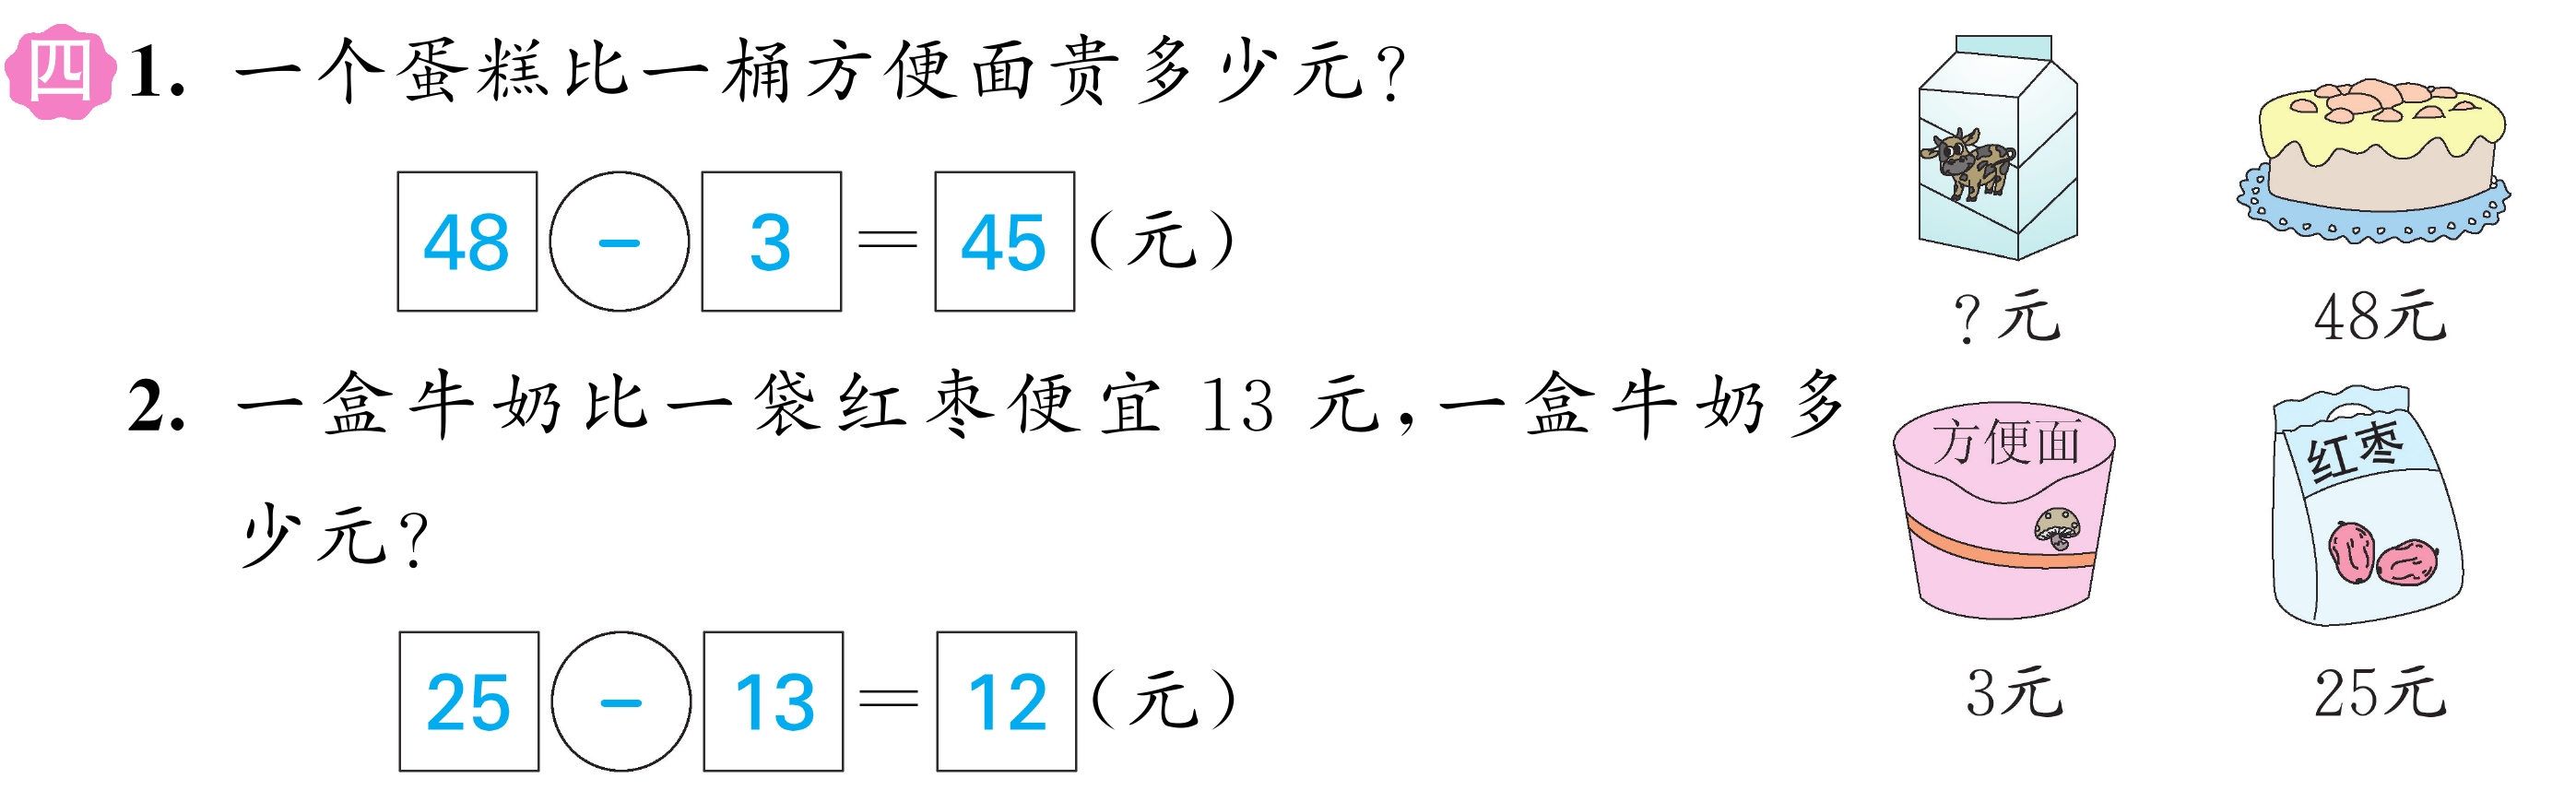 四 1. 一个蛋糕比一桶方便面贵多少元?
48 - 3 = 45 (元)
?元 48元
2. 一盒牛奶比一袋红枣便宜 13 元,一盒牛奶多
少元?
方便面
红枣
25 - 13 = 12 (元)
3元 25元